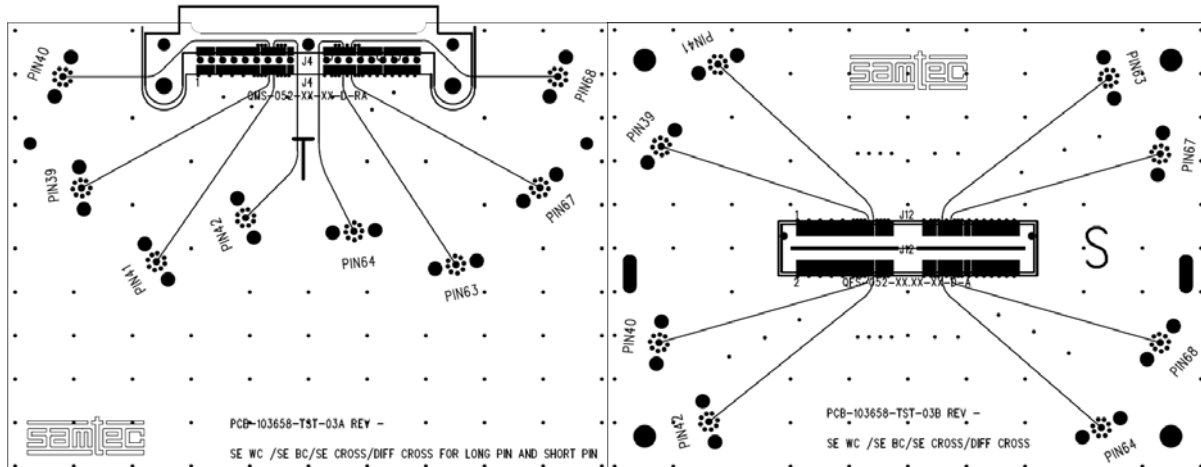 PIN40
J4
J4
1
QMS-052-XX-XX-D-RA
PIN68
PIN39
PIN41
PIN42
PIN64
PIN63
PIN67
samtec
PCB-103658-TST-03A REV -
SE WC /SE BC/SE CROSS/DIFF CROSS FOR LONG PIN AND SHORT PIN
PIN41
samtec
PIN63
PIN39
PIN67
1
J12
J12
S
2
QFS-052-XX.XX-XX-D-A
PIN40
PIN68
PIN42
PIN64
PCB-103658-TST-03B REV -
SE WC /SE BC/SE CROSS/DIFF CROSS